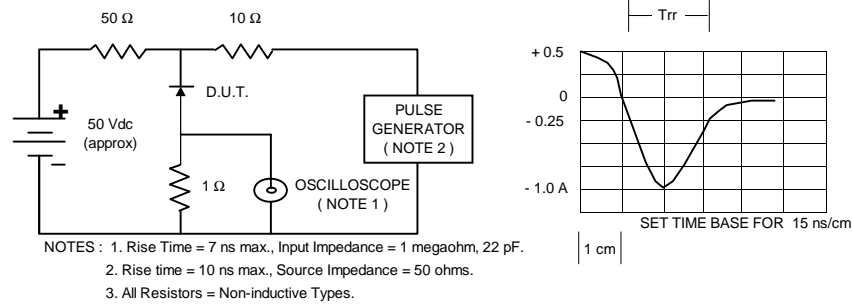 50 Ω
10 Ω
Trr
+ 0.5
D.U.T.
+
50 Vdc
(approx)
PULSE
GENERATOR
( NOTE 2 )
0
- 0.25
1 Ω
OSCILLOSCOPE
( NOTE 1 )
- 1.0 A
SET TIME BASE FOR 15 ns/cm
1 cm
NOTES : 1. Rise Time = 7 ns max., Input Impedance = 1 megaohm, 22 pF.
2. Rise time = 10 ns max., Source Impedance = 50 ohms.
3. All Resistors = Non-inductive Types.